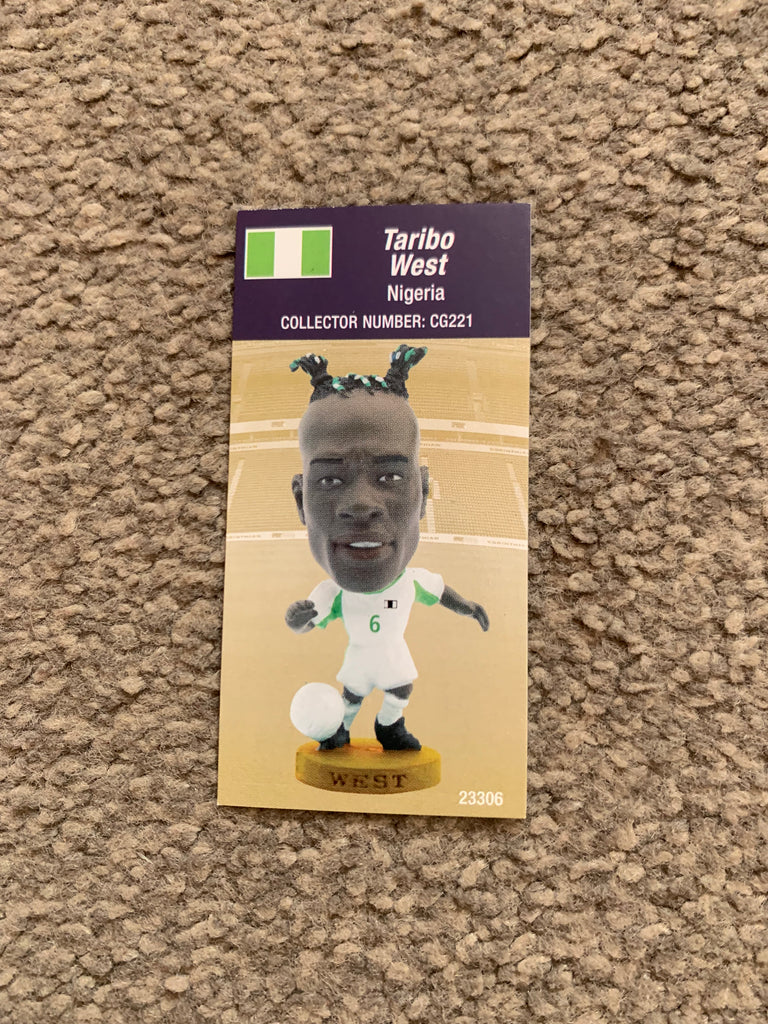 Taribo
West
Nigeria
COLLECTOR NUMBER: CG221
6
WEST
23306